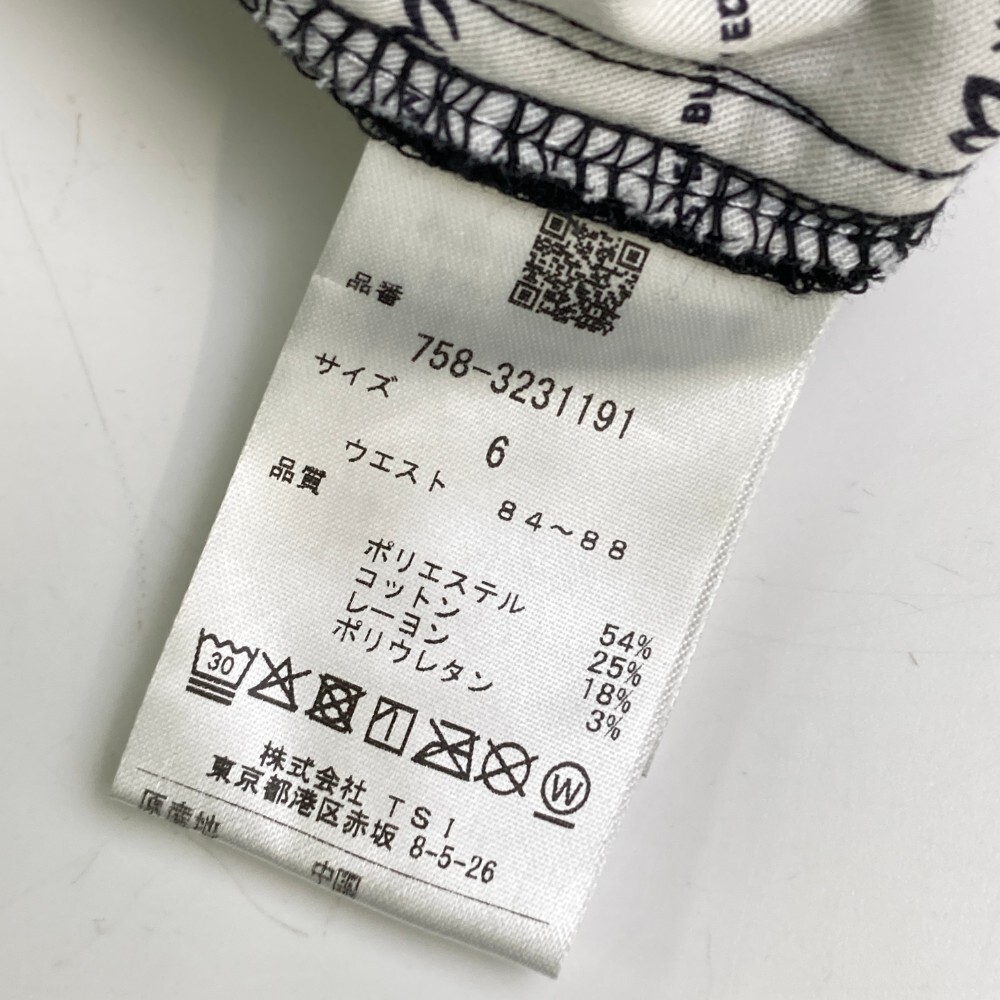 BU
EC
品番
758-3231191
サイズ
6
ウエスト
84～88
品質
ポリエステル 54%
コットン 25%
レーヨン 18%
ポリウレタン 3%
30
W
株式会社 TSI
東京都港区赤坂 8-5-26
原産地
中国